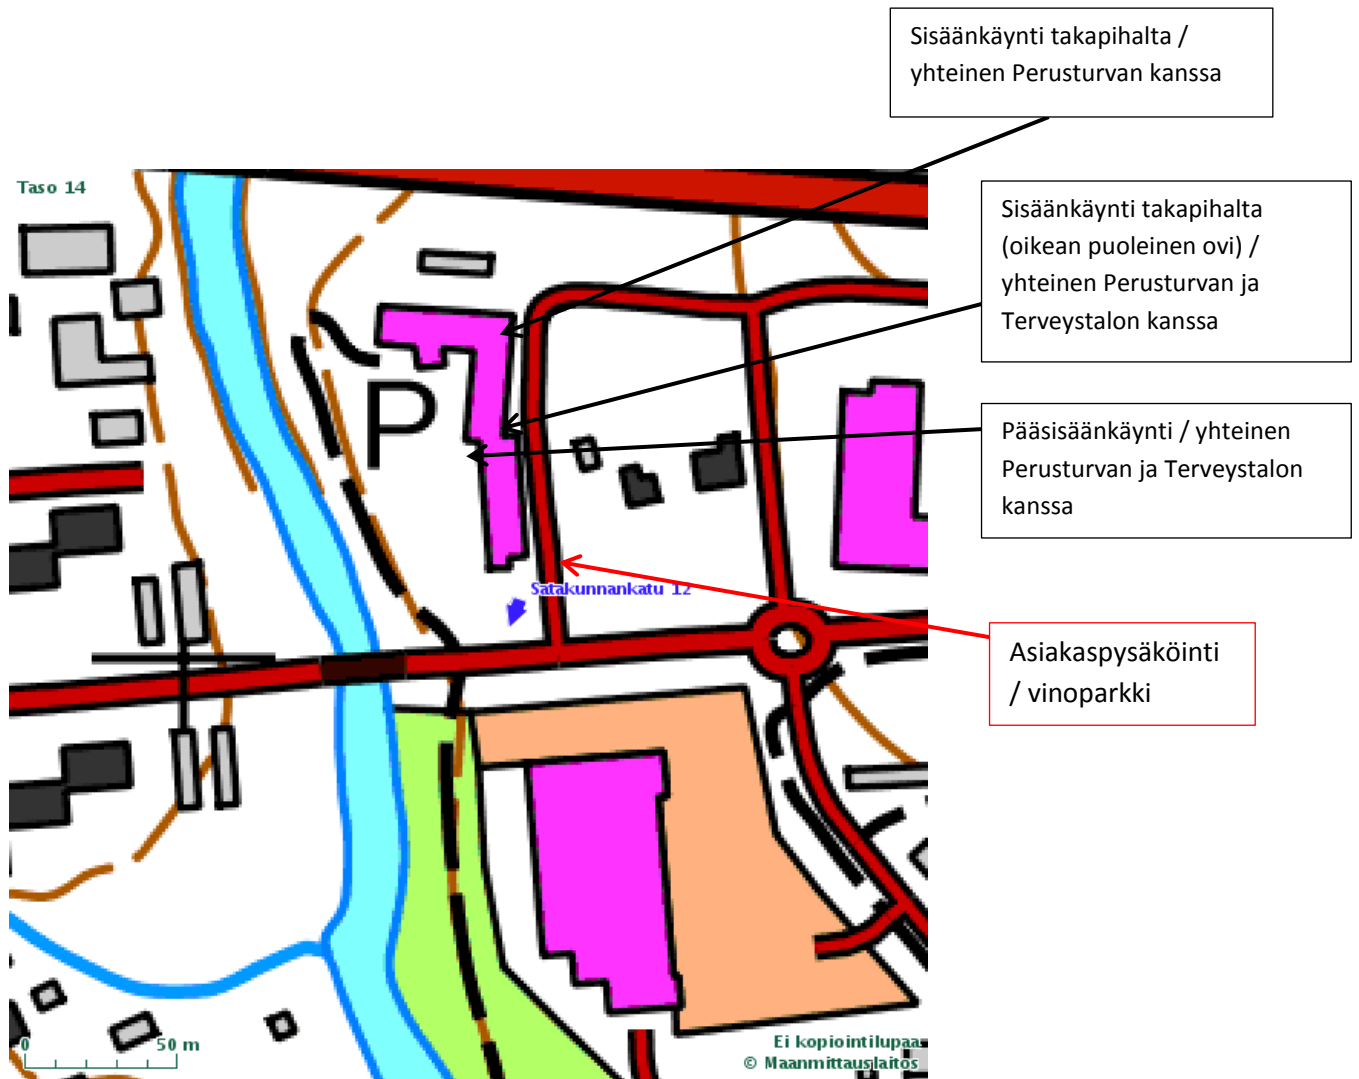 Sisäänkäynti takapihalta /
yhteinen Perusturvan kanssa
Taso 14
Sisäänkäynti takapihalta
(oikean puoleinen ovi) /
yhteinen Perusturvan ja
Terveystalon kanssa
P
Pääsisäänkäynti / yhteinen
Perusturvan ja Terveystalon
kanssa
Satakunnankatu 12
Asiakaspysäköinti
/ vinoparkki
0 50 m
Ei kopiointilupaa
© Maanmittauslaitos